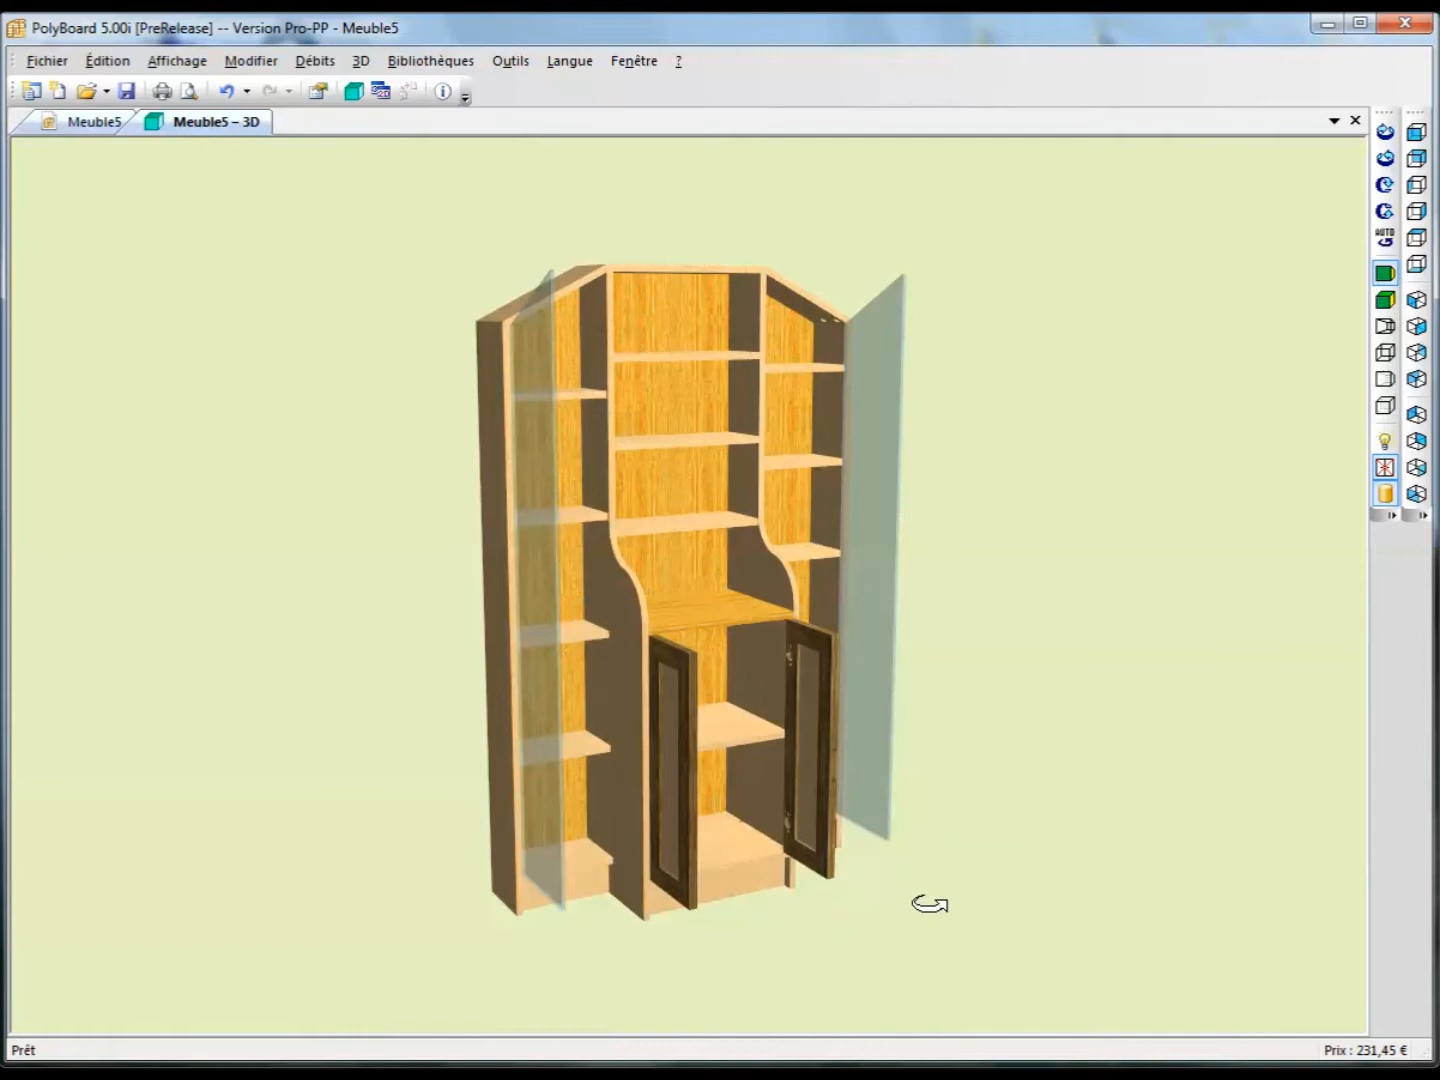 PolyBoard 5.00i [PreRelease] -- Version Pro-PP - Meuble5
Fichier Édition Affichage Modifier Débits 3D Bibliothèques Outils Langue Fenêtre ?
Meuble5 Meuble5 – 3D
AUTO
Prêt Prix : 231,45 €